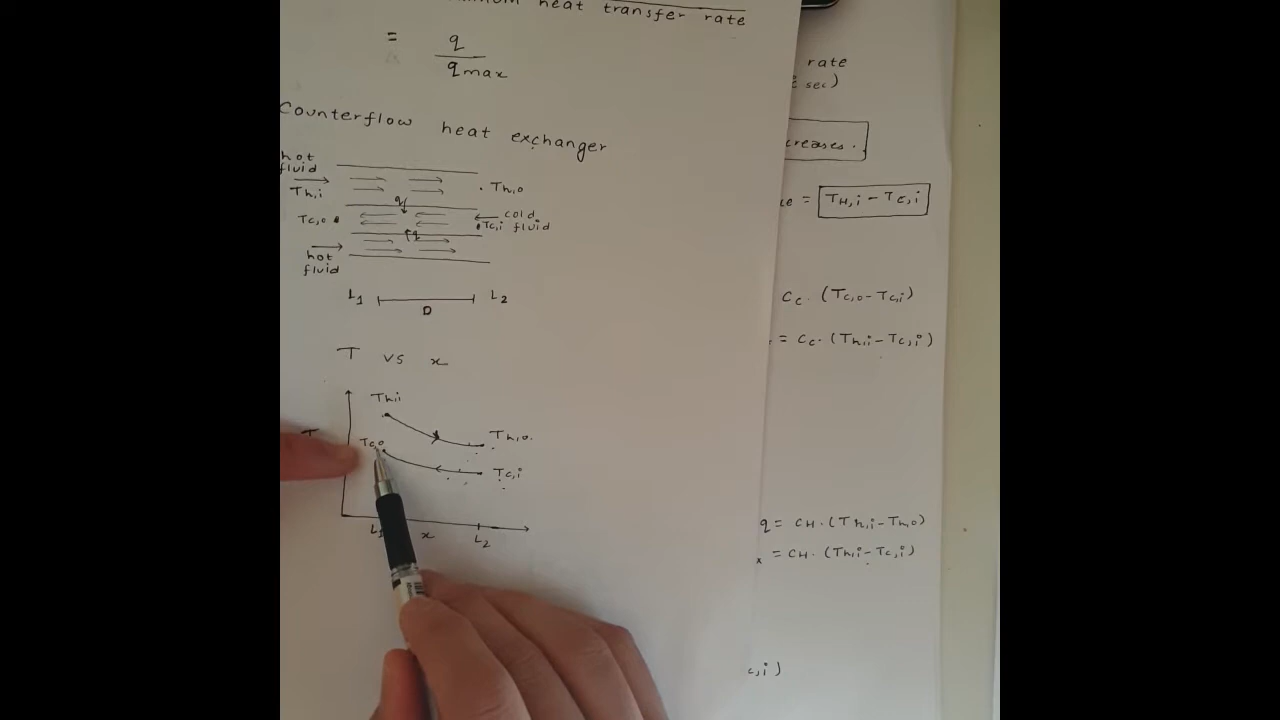 heat transfer rate
=
q
qmax
Counterflow heat exchanger
hot
fluid
Th,i
. Th,o
q
Tc,o
cold
Tc,i fluid
q
hot
fluid
L1
L2
D
T vs x
Th,i
T
Tc,o
Th,o.
Tc,i
L1
x
L2
rate
sec)
creases.
= TH,i - Tc,i
Cc. (Tc,o - Tc,i)
= Cc. (Th,i - Tc,i)
q = CH. (Th,i - Th,o)
= CH. (Th,i - Tc,i)
c,i)